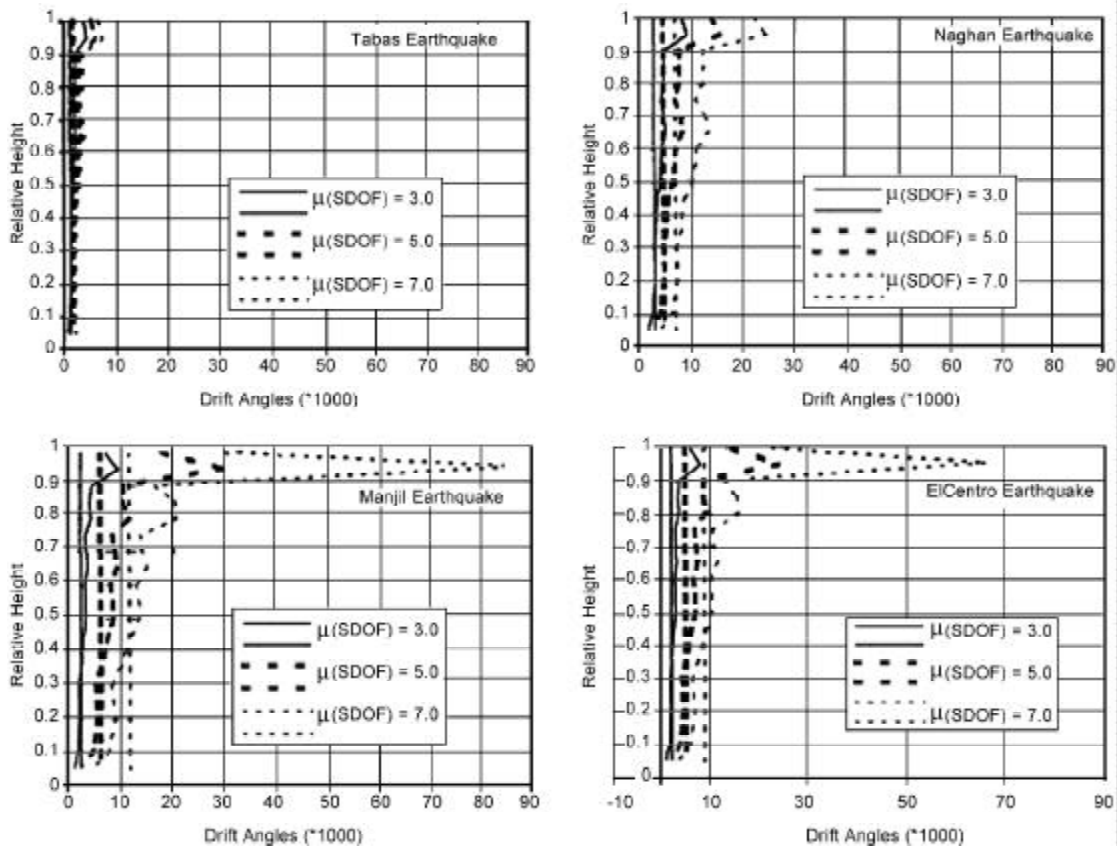 Tabas Earthquake
Relative Height
1
0.9
0.8
0.7
0.6
0.5
0.4
0.3
0.2
0.1
0
μ(SDOF) = 3.0
μ(SDOF) = 5.0
μ(SDOF) = 7.0
0 10 20 30 40 50 60 70 80 90
Drift Angles (*1000)
Naghan Earthquake
Relative Height
1
0.9
0.8
0.7
0.6
0.5
0.4
0.3
0.2
0.1
0
μ(SDOF) = 3.0
μ(SDOF) = 5.0
μ(SDOF) = 7.0
0 10 20 30 40 50 60 70 80 90
Drift Angles (*1000)
Manjil Earthquake
Relative Height
1
0.9
0.8
0.7
0.6
0.5
0.4
0.3
0.2
0.1
0
μ(SDOF) = 3.0
μ(SDOF) = 5.0
μ(SDOF) = 7.0
0 10 20 30 40 50 60 70 80 90
Drift Angles (*1000)
ElCentro Earthquake
Relative Height
1
0.9
0.8
0.7
0.6
0.5
0.4
0.3
0.2
0.1
0
μ(SDOF) = 3.0
μ(SDOF) = 5.0
μ(SDOF) = 7.0
-10 10 30 50 70 90
Drift Angles (*1000)